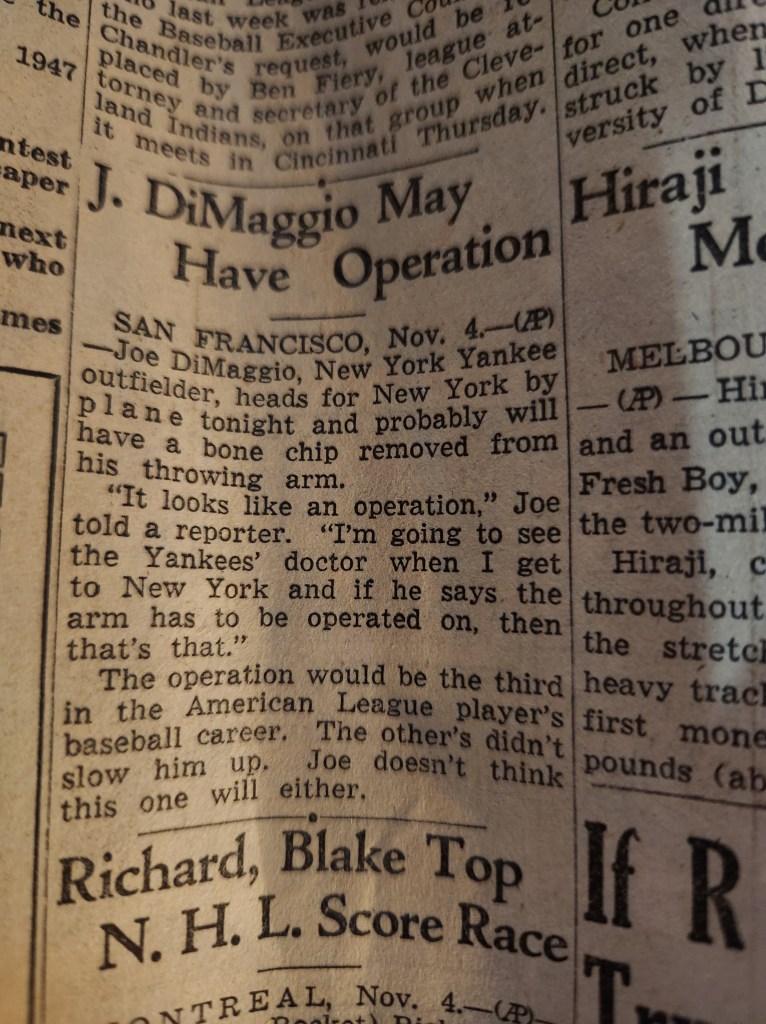 the
1947
ntest
aper
next
who
mes
last week was
the Baseball Executive
Chandler's request, would be
placed by Ben Fiery, league at-
torney and secretary of the Cleve-
land Indians, on that group when
it meets in Cincinnati Thursday.
J. DiMaggio May
Have Operation
SAN FRANCISCO, Nov. 4.—(AP)
—Joe DiMaggio, New York Yankee
outfielder, heads for New York by
plane tonight and probably will
have a bone chip removed from
his throwing arm.
“It looks like an operation,” Joe
told a reporter. “I'm going to see
the Yankees' doctor when I get
to New York and if he says the
arm has to be operated on, then
that's that.”
The operation would be the third
in the American League player's
baseball career. The other's didn't
slow him up. Joe doesn't think
this one will either.
Richard, Blake Top
N. H. L. Score Race
ONTREAL, Nov. 4.—(AP)—
for one
direct, when
struck by
versity of
Hiraji
MELBOU
— (AP) — Hi
and an out
Fresh Boy,
the two-mil
Hiraji, c
throughout
the stretc
heavy trac
first mone
pounds (ab
If R